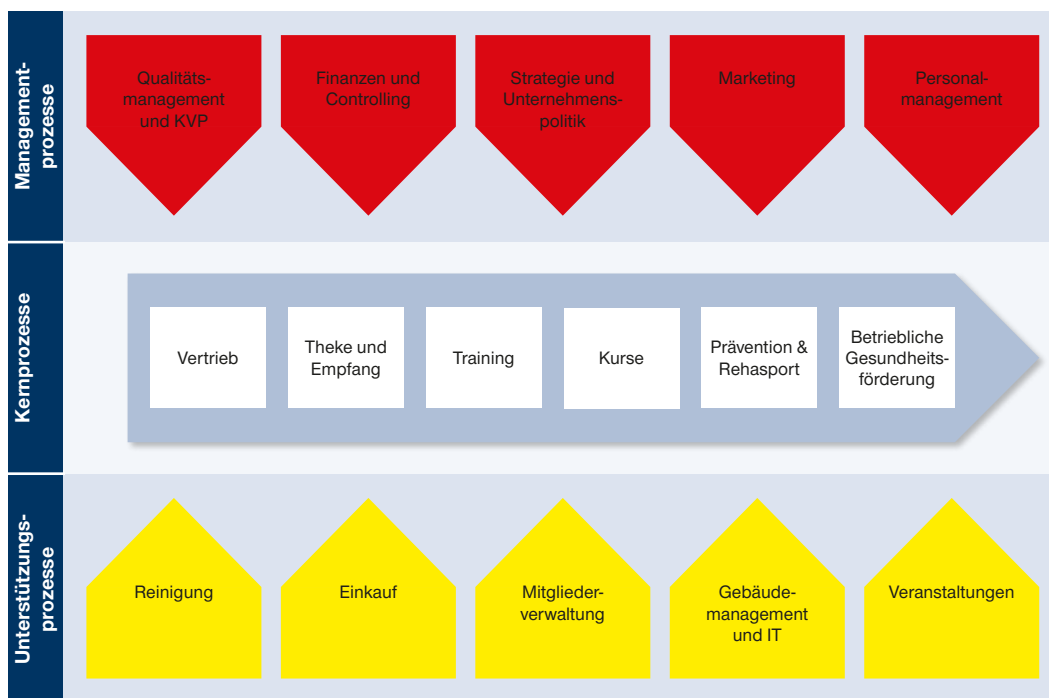 Management-
prozesse
Qualitäts-
management
und KVP
Finanzen und
Controlling
Strategie und
Unternehmens-
politik
Marketing
Personal-
management
Kernprozesse
Vertrieb
Theke und
Empfang
Training
Kurse
Prävention &
Rehasport
Betriebliche
Gesundheits-
förderung
Unterstützungs-
prozesse
Reinigung
Einkauf
Mitglieder-
verwaltung
Gebäude-
management
und IT
Veranstaltungen